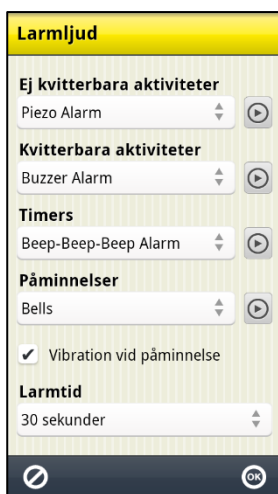 Larmljud
Ej kvitterbara aktiviteter
Piezo Alarm
Kvitterbara aktiviteter
Buzzer Alarm
Timers
Beep-Beep-Beep Alarm
Påminnelser
Bells
Vibration vid påminnelse
Larmtid
30 sekunder
OK